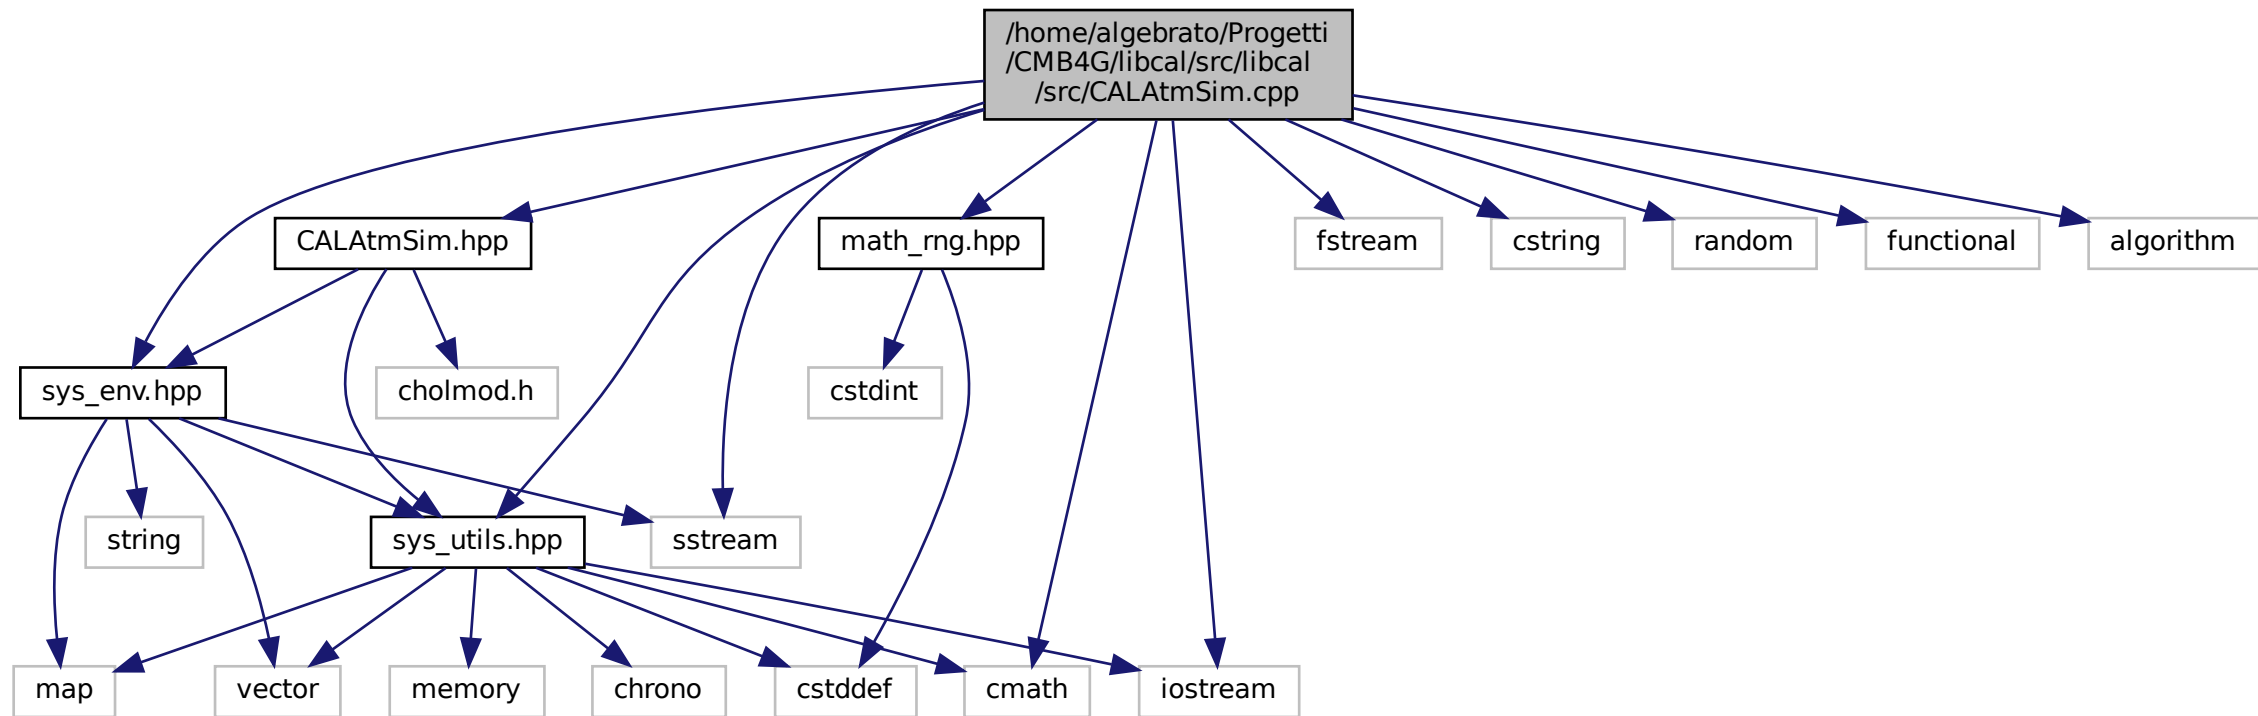 /home/algebrato/Progetti
/CMB4G/libcal/src/libcal
/src/CALAtmSim.cpp
CALAtmSim.hpp
math_rng.hpp
fstream
cstring
random
functional
algorithm
sys_env.hpp
cholmod.h
cstdint
string
sys_utils.hpp
sstream
map
vector
memory
chrono
cstddef
cmath
iostream